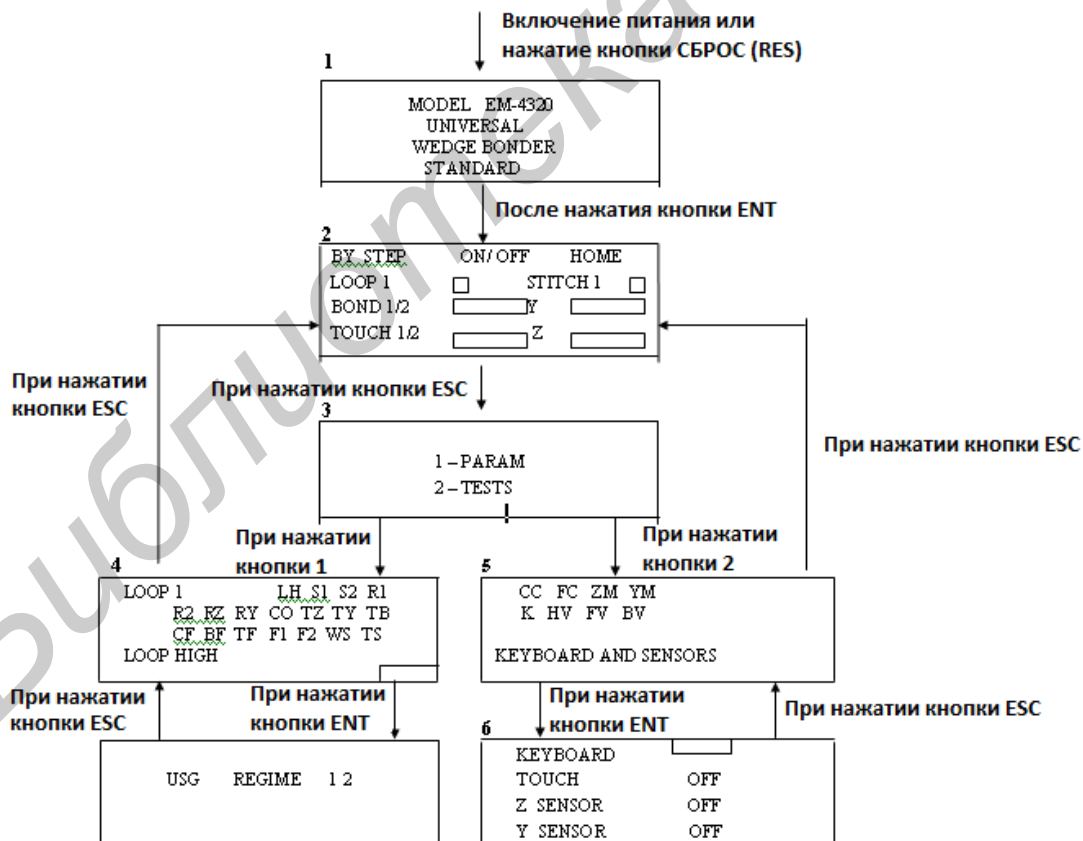 Включение питания или
нажатие кнопки СБРОС (RES)
1
MODEL EM-4320
UNIVERSAL
WEDGE BONDER
STANDARD
После нажатия кнопки ENT
2
BY STEP ON/OFF HOME
LOOP 1 STITCH 1
BOND 1/2 Y
TOUCH 1/2 Z
При нажатии
кнопки ESC
При нажатии кнопки ESC
При нажатии кнопки ESC
3
1–PARAM
2–TESTS
При нажатии
кнопки 1
При нажатии
кнопки 2
4
LOOP 1 LH S1 S2 R1
R2 RZ RY CO TZ TY TB
CF BF TF F1 F2 WS TS
LOOP HIGH
5
CC FC ZM YM
K HV FV BV
KEYBOARD AND SENSORS
При нажатии
кнопки ESC
При нажатии
кнопки ENT
При нажатии
кнопки ENT
При нажатии кнопки ESC
USG REGIME 1 2
6
KEYBOARD
TOUCH OFF
Z SENSOR OFF
Y SENSOR OFF
Библиотека